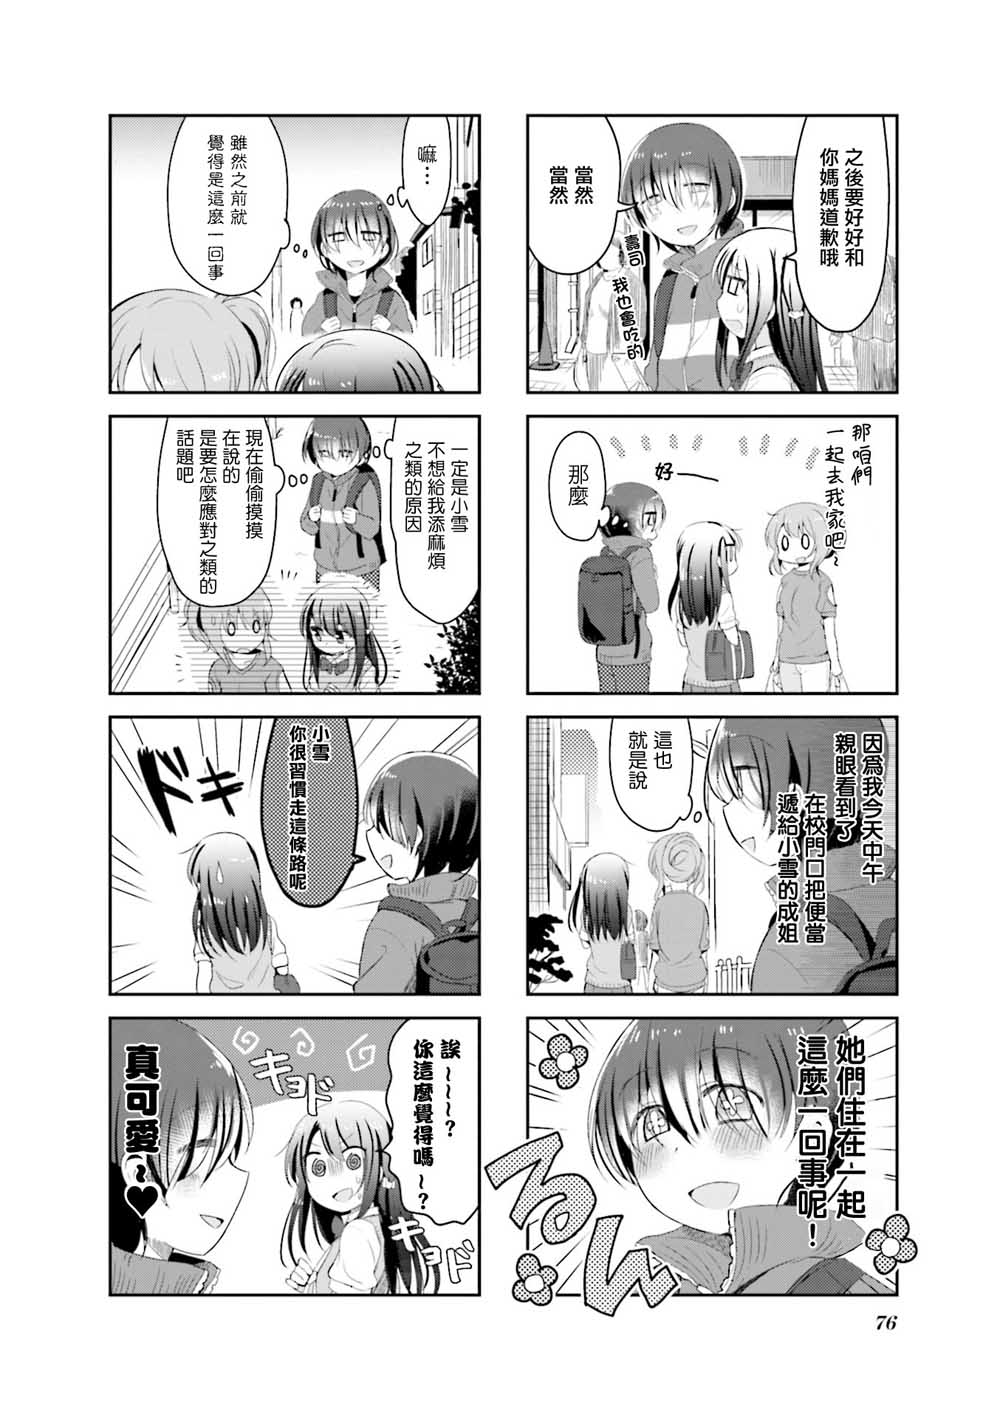 之後要好好和
你媽媽道歉哦
當然
當然
壽司
我也會吃的
那咱們
一起去我家吧
好——
那麼
因為我今天中午
親眼看到了
在校門口把便當
遞給小雪的成姐
這也
就是說
她們住在一起
這麼一回事呢！
るんん
嘛…
雖然之前就
覺得是這麼一回事
一定是小雪
不想給我添麻煩
之類的原因
現在偷偷摸摸
在說的
是要怎麼應對之類的
話題吧
小雪
你很習慣走這條路呢
ドキ
誒～～～？
你這麼覺得嗎～？
キョド
キョド
真可愛～♥
76